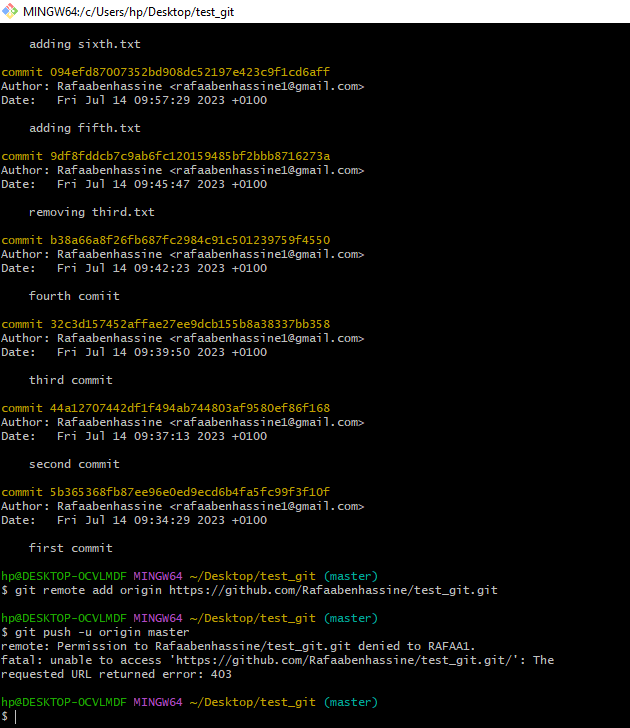 MINGW64:/c/Users/hp/Desktop/test_git
adding sixth.txt
commit 094efd87007352bd908dc52197e423c9f1cd6aff
Author: Rafaabenhassine <rafaabenhassine1@gmail.com>
Date:   Fri Jul 14 09:57:29 2023 +0100
adding fifth.txt
commit 9df8fddcb7c9ab6fc120159485bf2bbb8716273a
Author: Rafaabenhassine <rafaabenhassine1@gmail.com>
Date:   Fri Jul 14 09:45:47 2023 +0100
removing third.txt
commit b38a66a8f26fb687fc2984c91c501239759f4550
Author: Rafaabenhassine <rafaabenhassine1@gmail.com>
Date:   Fri Jul 14 09:42:23 2023 +0100
fourth comiit
commit 32c3d157452affae27ee9dcb155b8a38337bb358
Author: Rafaabenhassine <rafaabenhassine1@gmail.com>
Date:   Fri Jul 14 09:39:50 2023 +0100
third commit
commit 44a12707442df1f494ab744803af9580ef86f168
Author: Rafaabenhassine <rafaabenhassine1@gmail.com>
Date:   Fri Jul 14 09:37:13 2023 +0100
second commit
commit 5b365368fb87ee96e0ed9ecd6b4fa5fc99f3f10f
Author: Rafaabenhassine <rafaabenhassine1@gmail.com>
Date:   Fri Jul 14 09:34:29 2023 +0100
first commit
hp@DESKTOP-OCVLMDF MINGW64 ~/Desktop/test_git (master)
$ git remote add origin https://github.com/Rafaabenhassine/test_git.git
hp@DESKTOP-OCVLMDF MINGW64 ~/Desktop/test_git (master)
$ git push -u origin master
remote: Permission to Rafaabenhassine/test_git.git denied to RAFAA1.
fatal: unable to access 'https://github.com/Rafaabenhassine/test_git.git/': The
requested URL returned error: 403
hp@DESKTOP-OCVLMDF MINGW64 ~/Desktop/test_git (master)
$